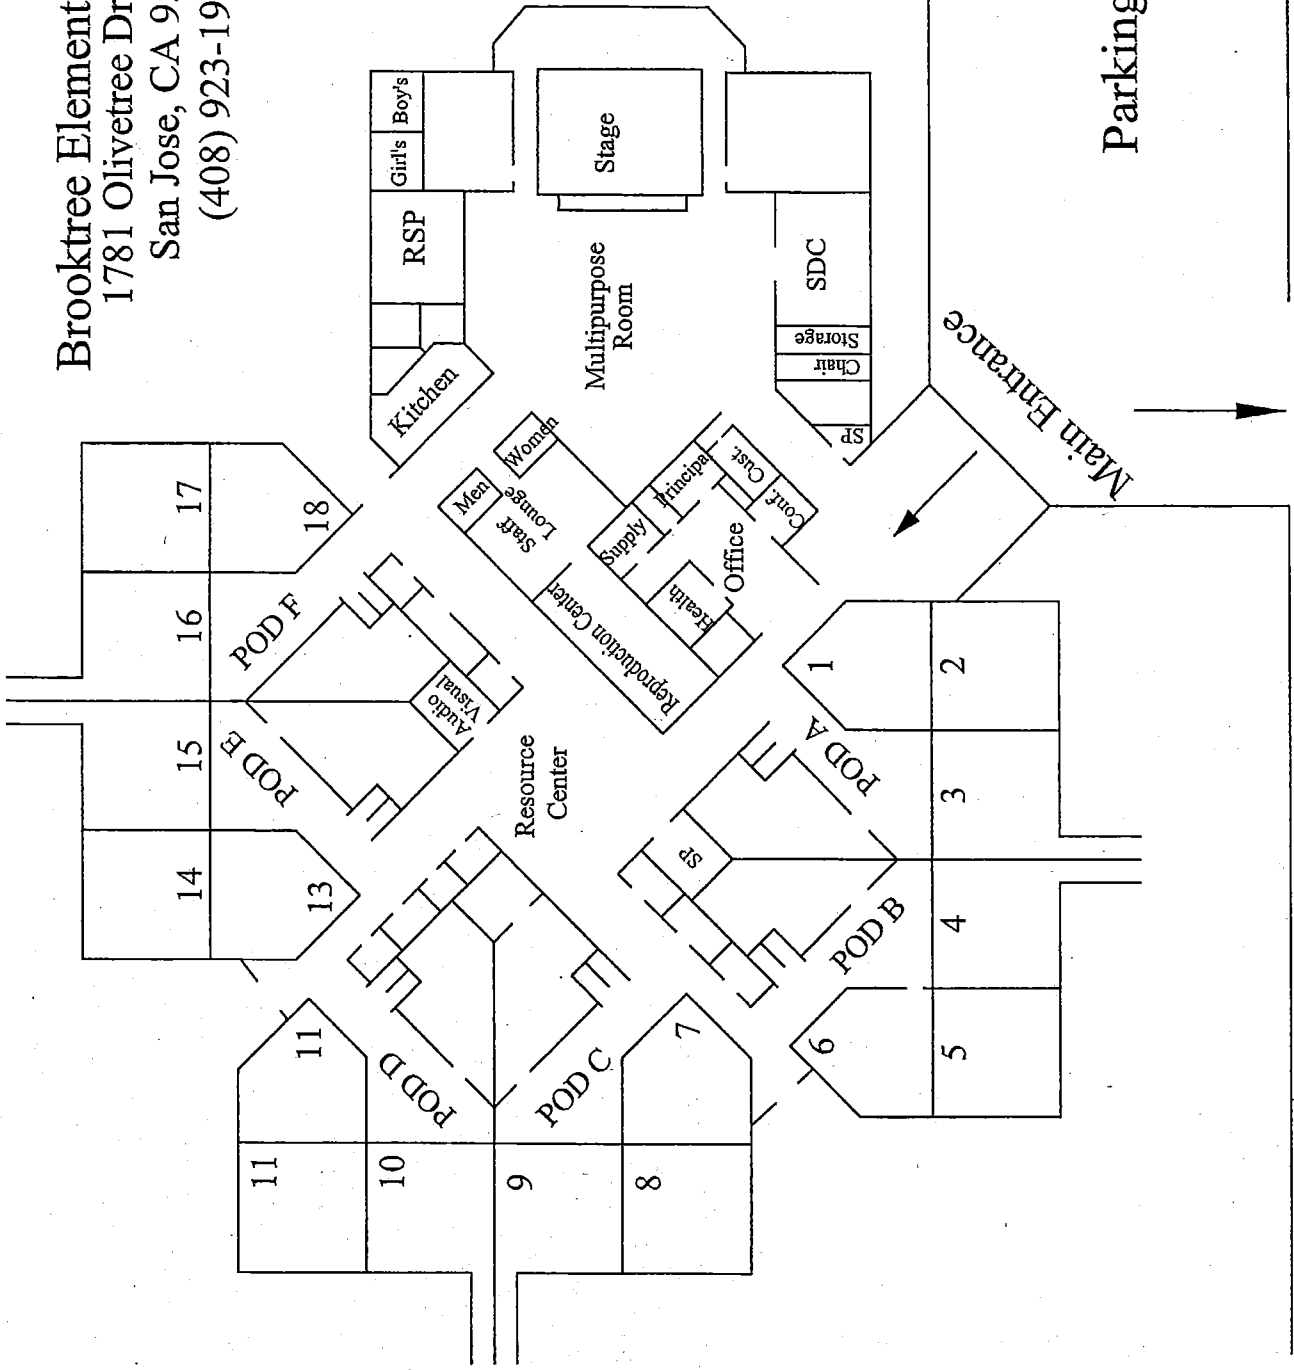 Brooktree Element
1781 Olivetree Dr
San Jose, CA 9
(408) 923-19
Parking
Main Entrance
Boy's
Girl's
RSP
Kitchen
Stage
Multipurpose
Room
SDC
Storage
Chair
SP
Women
Men
Staff
Lounge
Supply
Principal
Cust.
Conf.
Office
Health
Reproduction Center
Resource
Center
Audio
Visual
SP
POD A
1
2
3
POD B
4
5
6
POD C
7
8
9
POD D
10
11
11
POD E
13
14
15
POD F
16
17
18